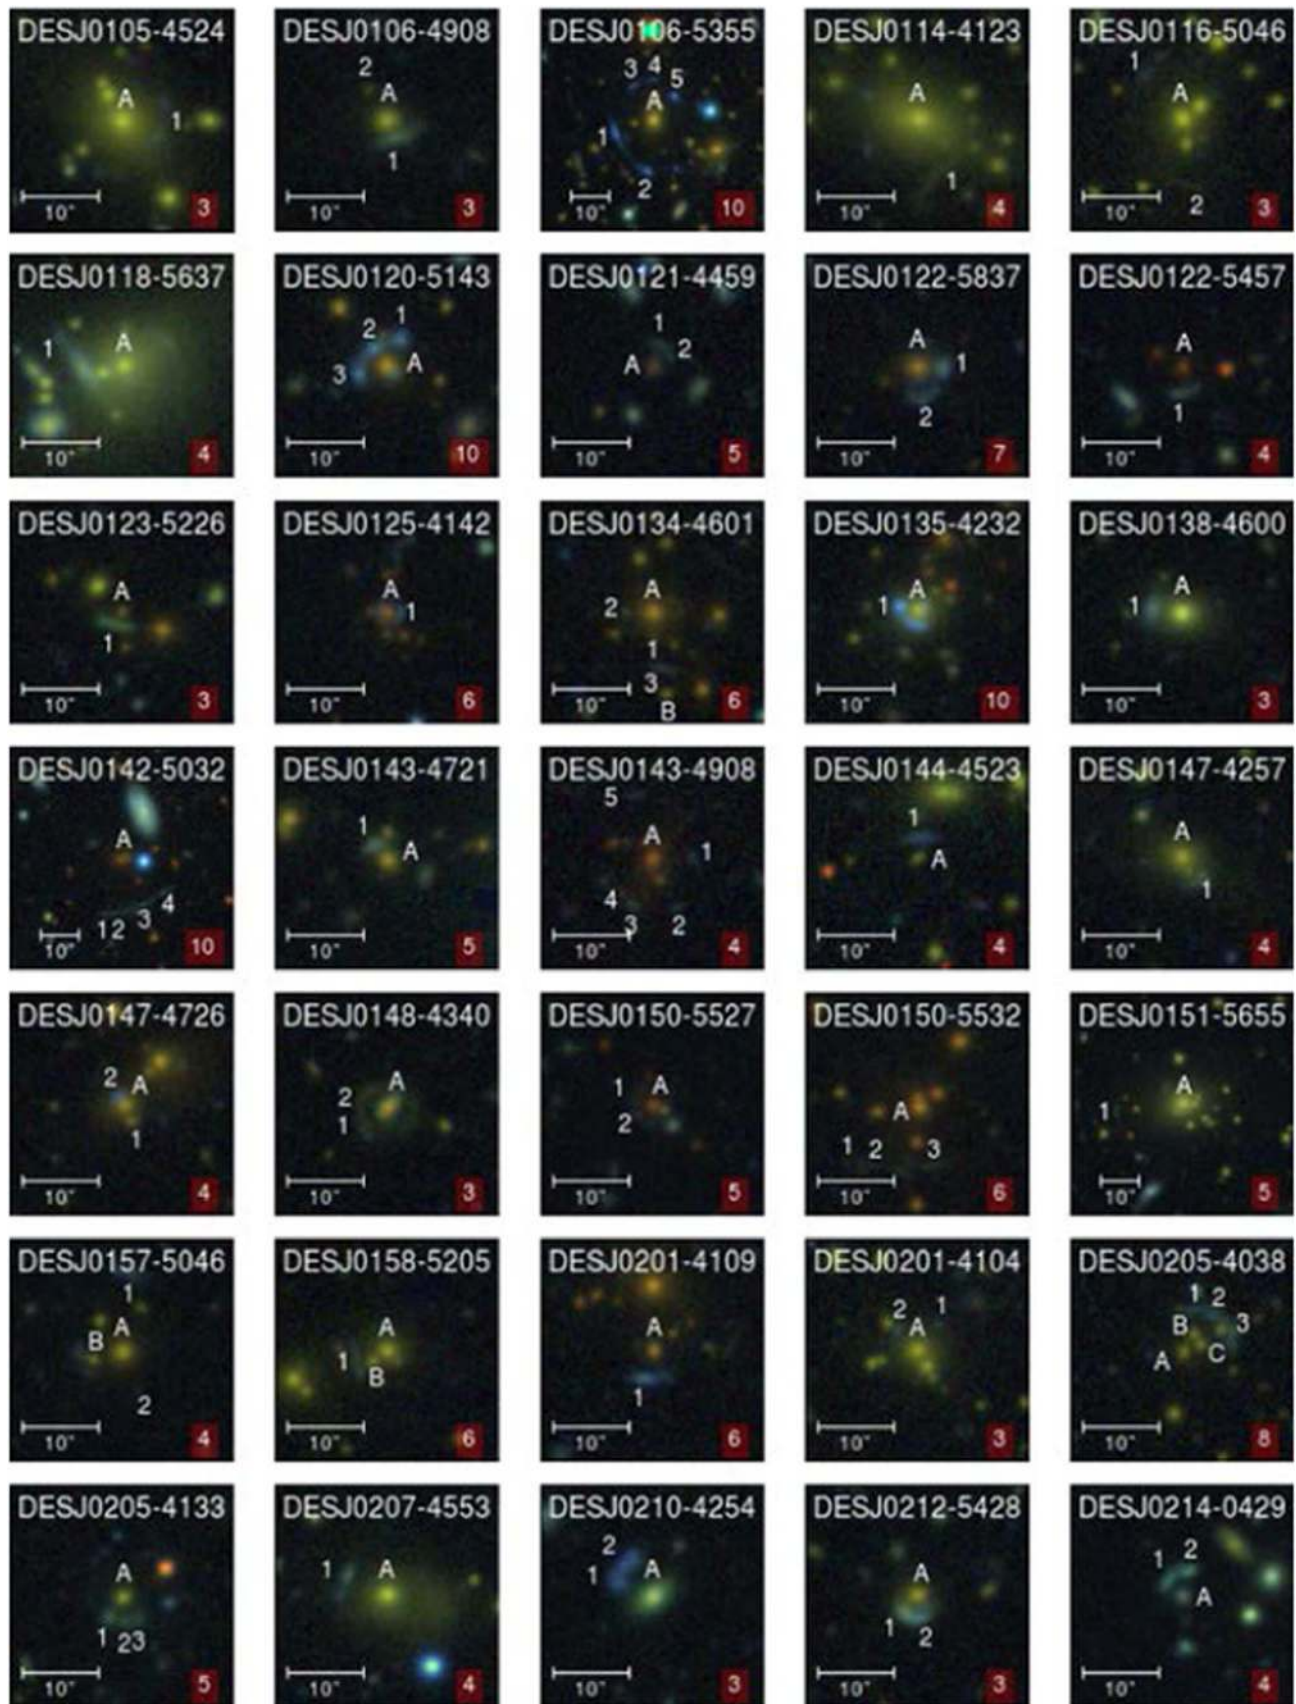 DESJ0105-4524
A
1
10"
3
DESJ0106-4908
2
A
1
10"
3
DESJ0106-5355
3 4 5
A
1
2
10"
10
DESJ0114-4123
A
1
10"
4
DESJ0116-5046
1
A
2
10"
3
DESJ0118-5637
A
1
10"
4
DESJ0120-5143
1
2
A
3
10"
10
DESJ0121-4459
1
2
A
10"
5
DESJ0122-5837
A
1
2
10"
7
DESJ0122-5457
A
1
10"
4
DESJ0123-5226
A
1
10"
3
DESJ0125-4142
A
1
10"
6
DESJ0134-4601
A
2
1
3
B
10"
6
DESJ0135-4232
A
1
10"
10
DESJ0138-4600
A
1
10"
3
DESJ0142-5032
A
1 2 3 4
10"
10
DESJ0143-4721
1
A
10"
5
DESJ0143-4908
5
A
1
4
3 2
10"
4
DESJ0144-4523
1
A
10"
4
DESJ0147-4257
A
1
10"
4
DESJ0147-4726
2
A
1
10"
4
DESJ0148-4340
A
2
1
10"
3
DESJ0150-5527
1 A
2
10"
5
DESJ0150-5532
A
1 2 3
10"
6
DESJ0151-5655
A
1
10"
5
DESJ0157-5046
1
A
B
2
10"
4
DESJ0158-5205
A
1
B
10"
6
DESJ0201-4109
A
1
10"
6
DESJ0201-4104
2 1
A
10"
3
DESJ0205-4038
1 2
B 3
A C
10"
8
DESJ0205-4133
A
1 23
10"
5
DESJ0207-4553
1 A
10"
4
DESJ0210-4254
2
1 A
10"
3
DESJ0212-5428
A
1 2
10"
3
DESJ0214-0429
1 2
A
10"
4